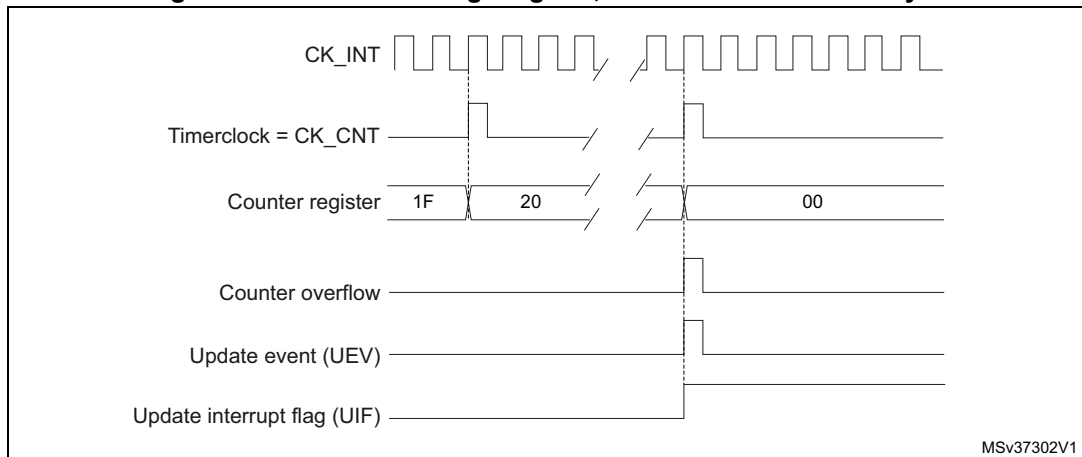 CK_INT
Timerclock = CK_CNT
Counter register 1F 20 00
Counter overflow
Update event (UEV)
Update interrupt flag (UIF)
MSv37302V1